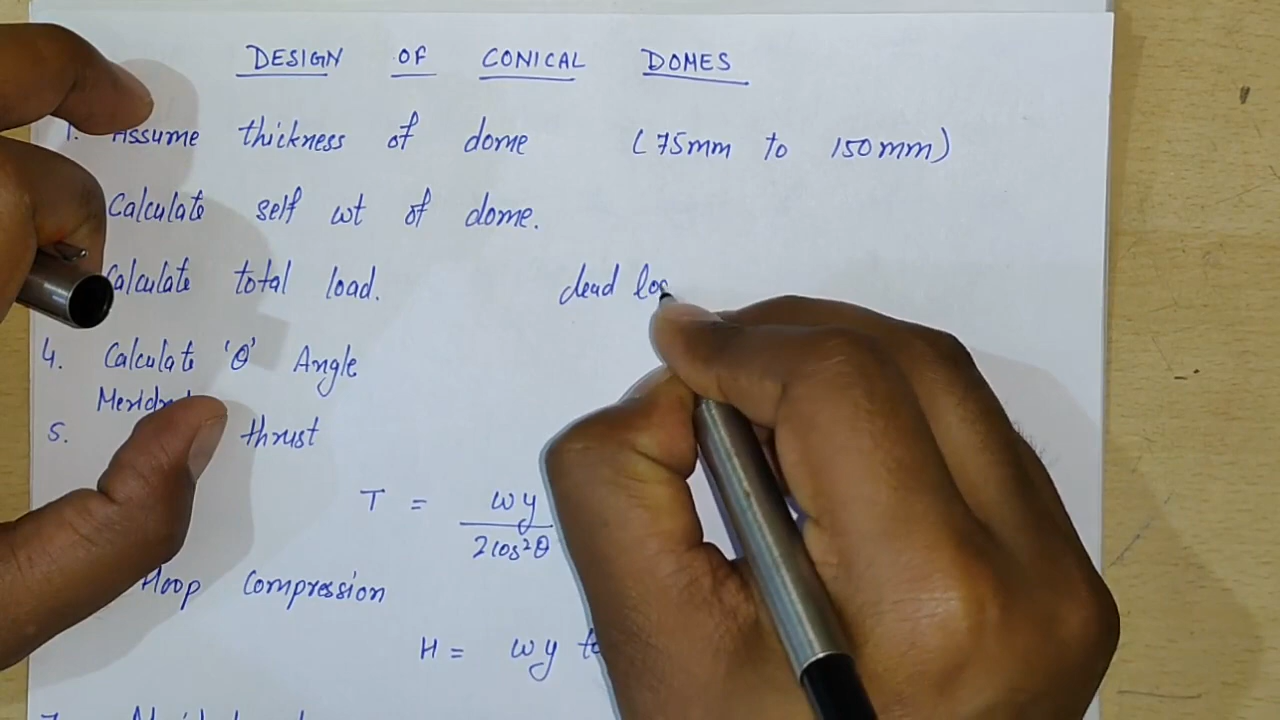 DESIGN OF CONICAL DOMES
1. Assume thickness of dome (75mm to 150mm)
Calculate self wt of dome.
Calculate total load. dead
4. Calculate 'θ' Angle
5. thrust
T = wy / 2cos²θ
Hoop Compression
H = wy